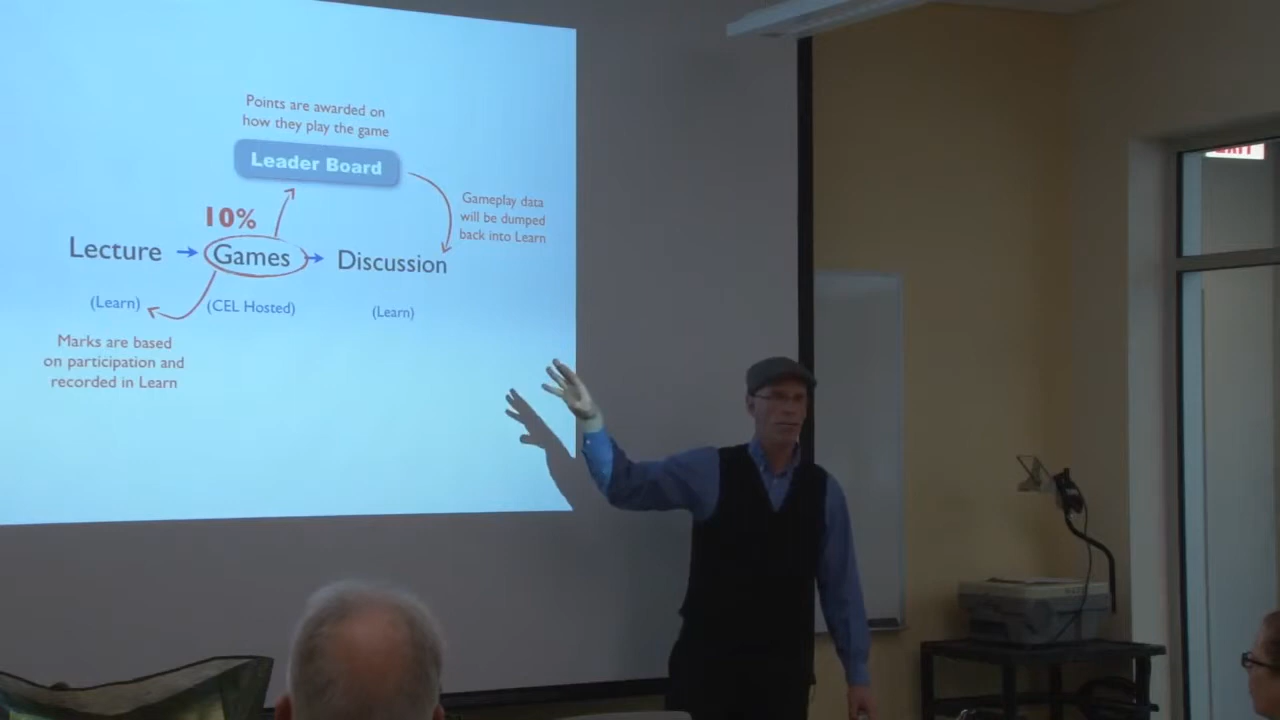 Points are awarded on
how they play the game
Leader Board
Gameplay data
will be dumped
back into Learn
10%
Lecture
Games
Discussion
(Learn)
(CEL Hosted)
(Learn)
Marks are based
on participation and
recorded in Learn
EXIT